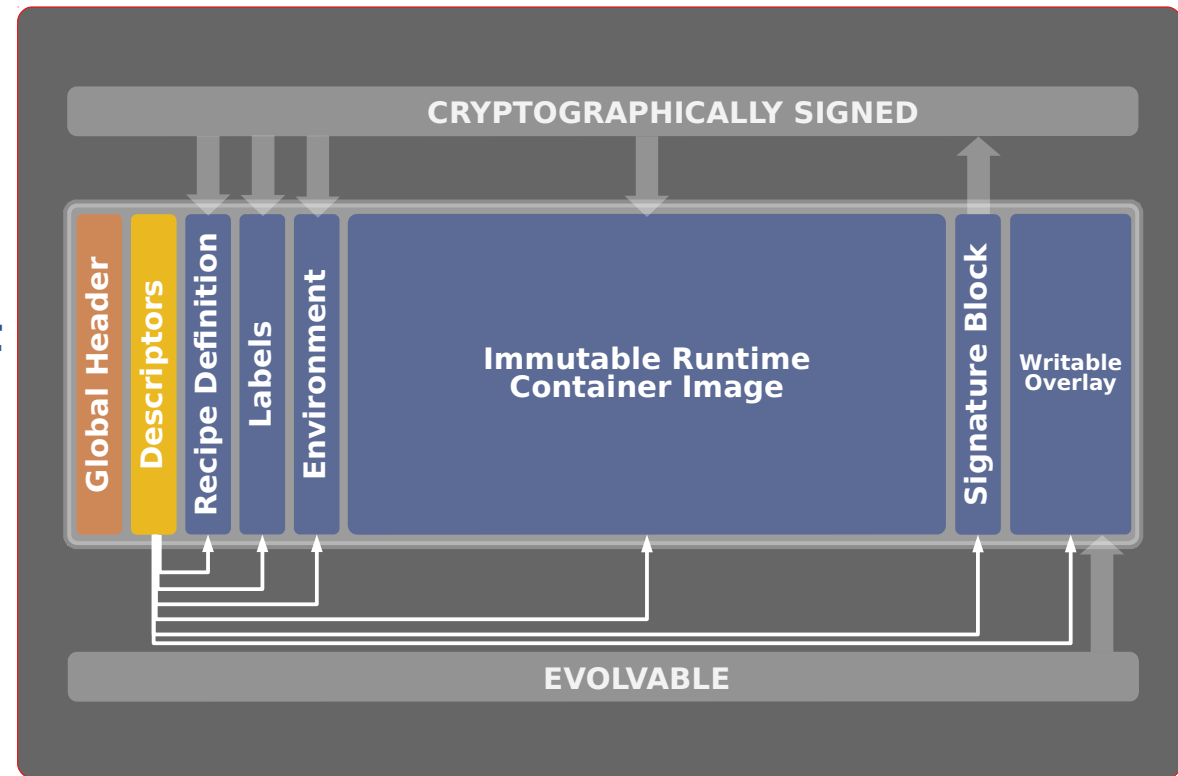 CRYPTOGRAPHICALLY SIGNED
Global Header
Descriptors
Recipe Definition
Labels
Environment
Immutable Runtime
Container Image
Signature Block
Writable
Overlay
EVOLVABLE